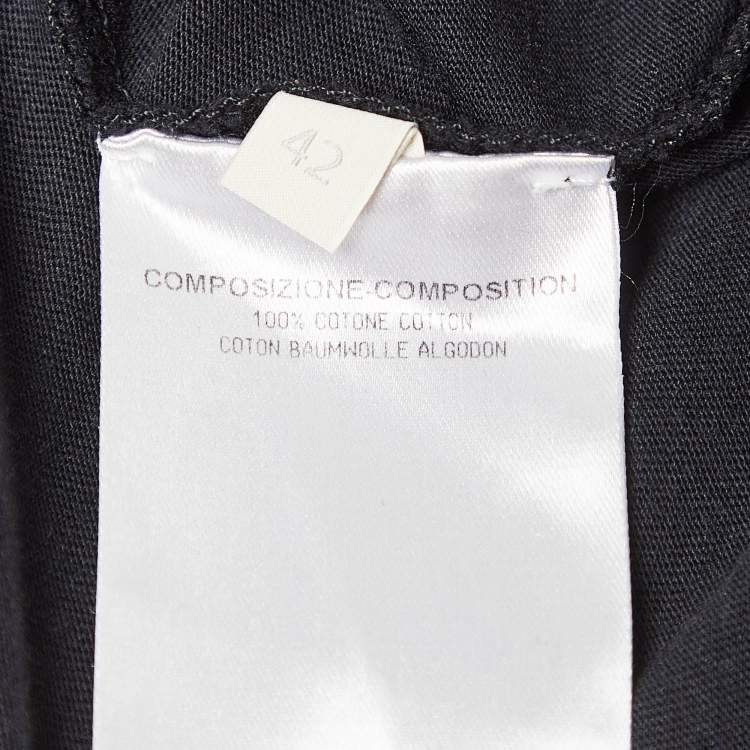 42
COMPOSIZIONE-COMPOSITION
100% COTONE COTTON
COTON BAUMWOLLE ALGODON